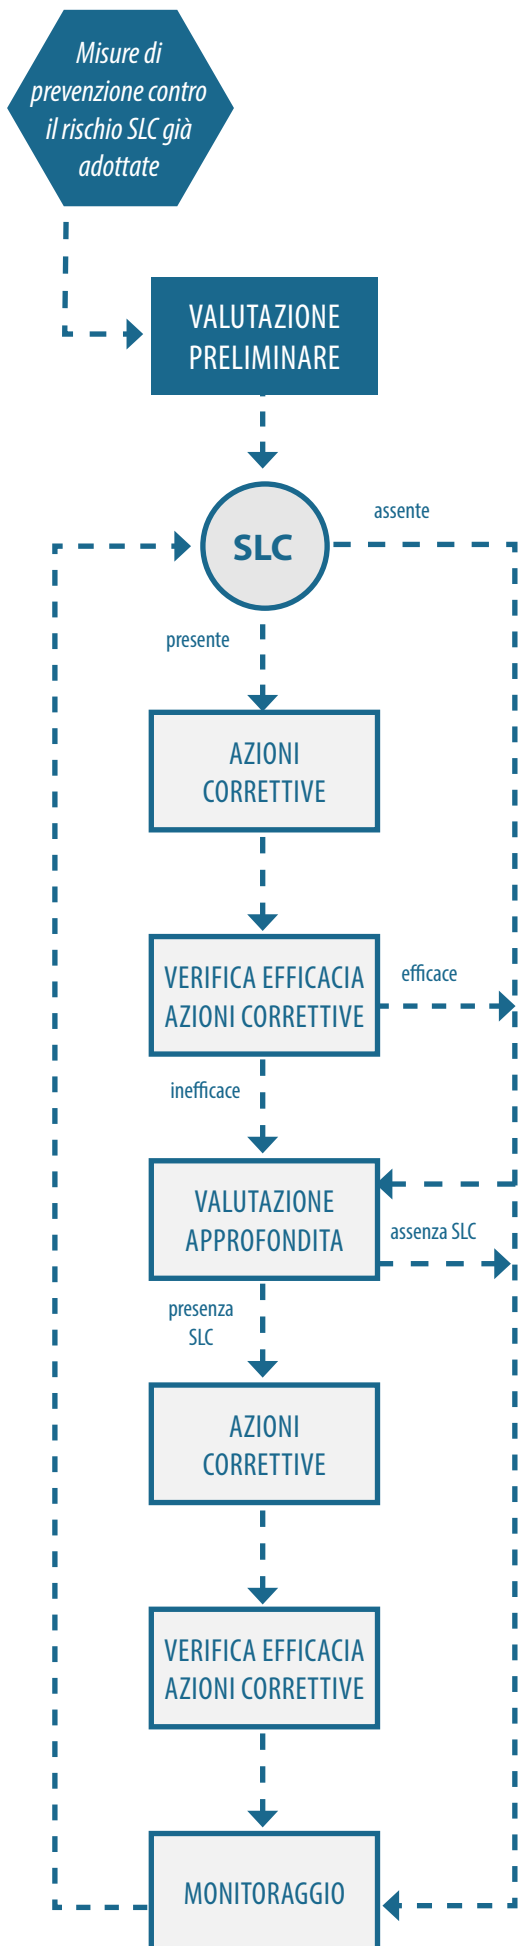 Misure di
prevenzione contro
il rischio SLC già
adottate
VALUTAZIONE
PRELIMINARE
SLC
assente
presente
AZIONI
CORRETTIVE
VERIFICA EFFICACIA
AZIONI CORRETTIVE
efficace
inefficace
VALUTAZIONE
APPROFONDITA
assenza SLC
presenza
SLC
AZIONI
CORRETTIVE
VERIFICA EFFICACIA
AZIONI CORRETTIVE
MONITORAGGIO